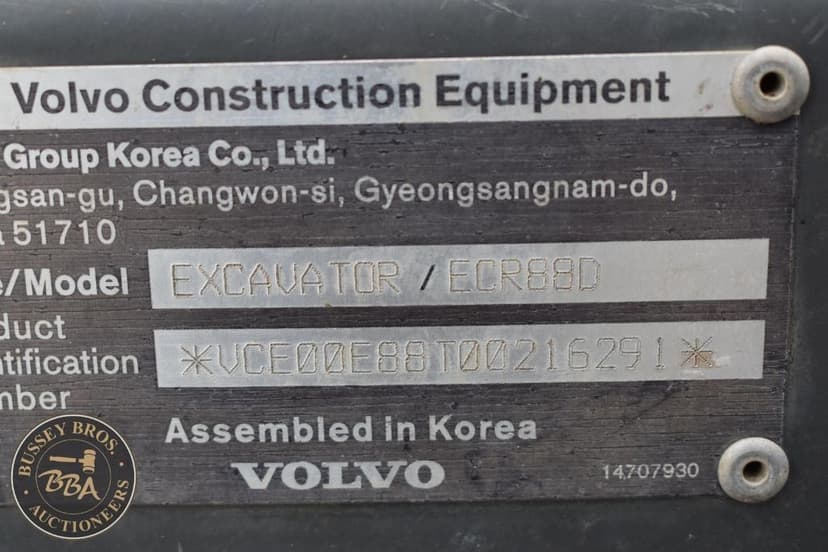 Volvo Construction Equipment
Group Korea Co., Ltd.
gsan-gu, Changwon-si, Gyeongsangnam-do,
a 51710
e/Model EXCAVATOR / ECR88D
duct
ntification *VCE00E88T00216291*
mber
Assembled in Korea
VOLVO
14707930
BUSSEY BROS.
BBA
AUCTIONEERS